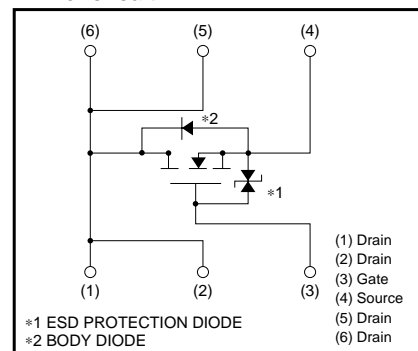 (6) (5) (4)
∗2
∗1
(1) (2) (3)
(1) Drain
(2) Drain
(3) Gate
(4) Source
(5) Drain
(6) Drain
∗1 ESD PROTECTION DIODE
∗2 BODY DIODE